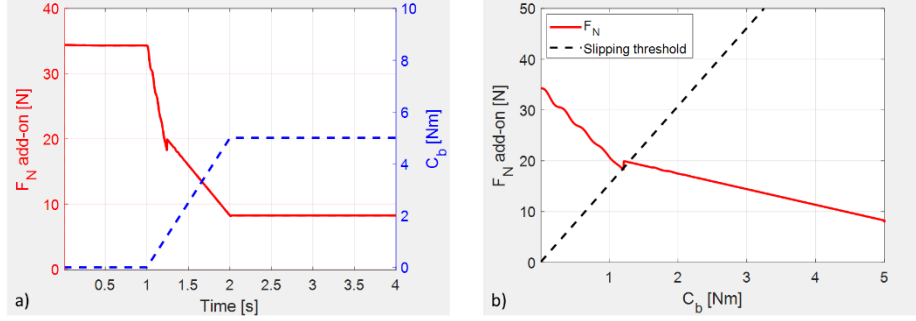 40
30
20
10
0
F_N add-on [N]
10
8
6
4
2
0
C_b [Nm]
0.5 1 1.5 2 2.5 3 3.5 4
Time [s]
a)
50
40
30
20
10
0
F_N add-on [N]
F_N
Slipping threshold
0 1 2 3 4 5
C_b [Nm]
b)